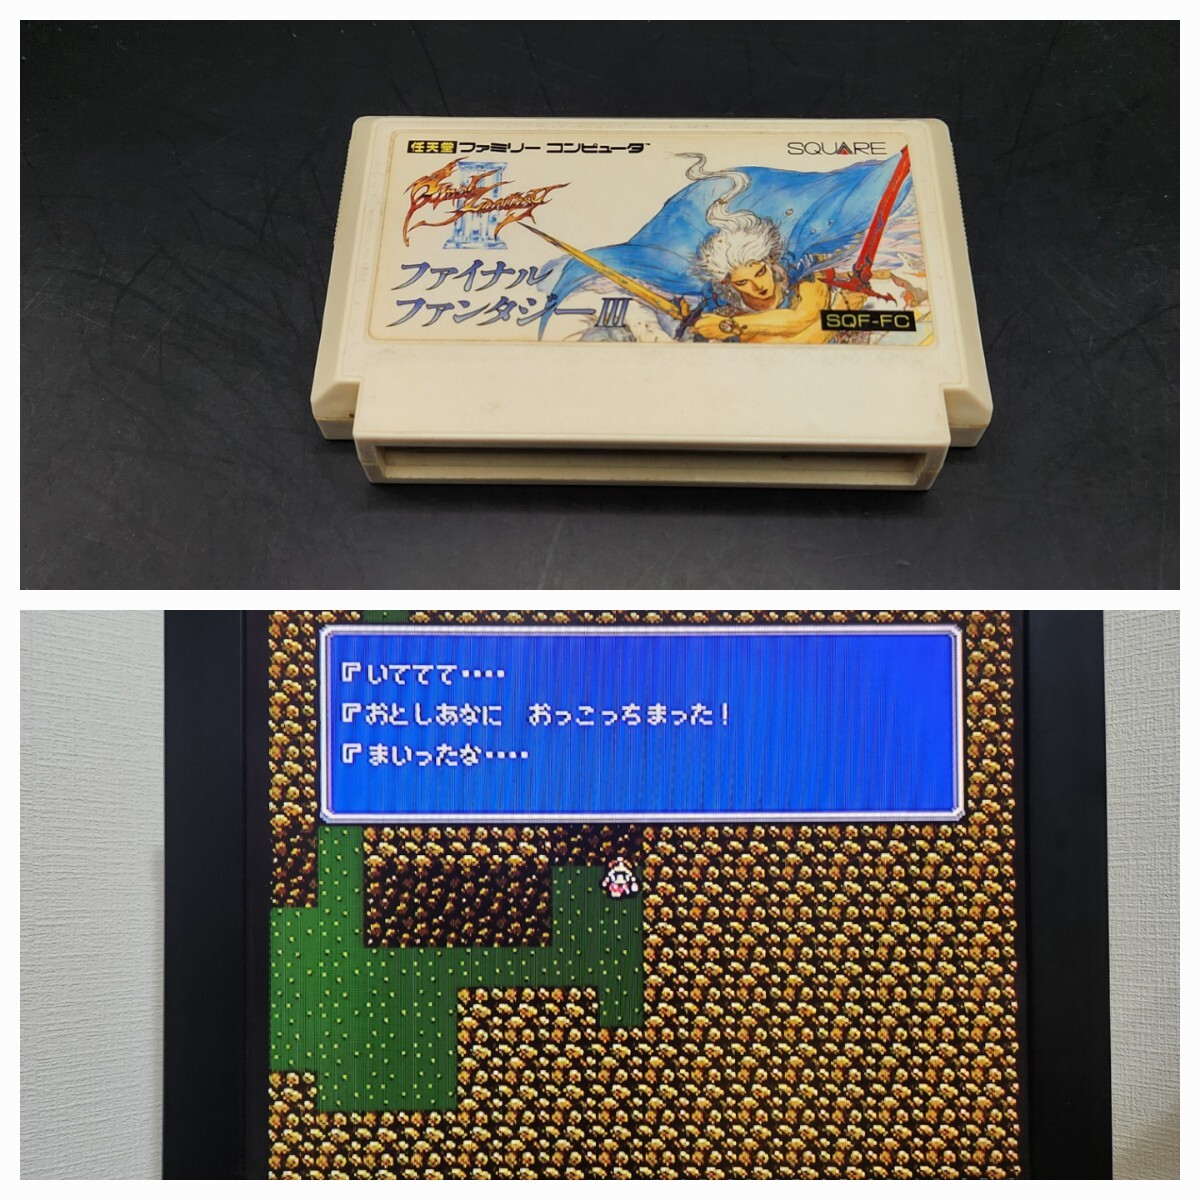 任天堂 ファミリー コンピュータ™
SQUARE
FINAL FANTASY
III
ファイナル
ファンタジーIII
SQF-FC
『いててて‥‥
『おとしあなに おっこっちまった！
『まいったな‥‥